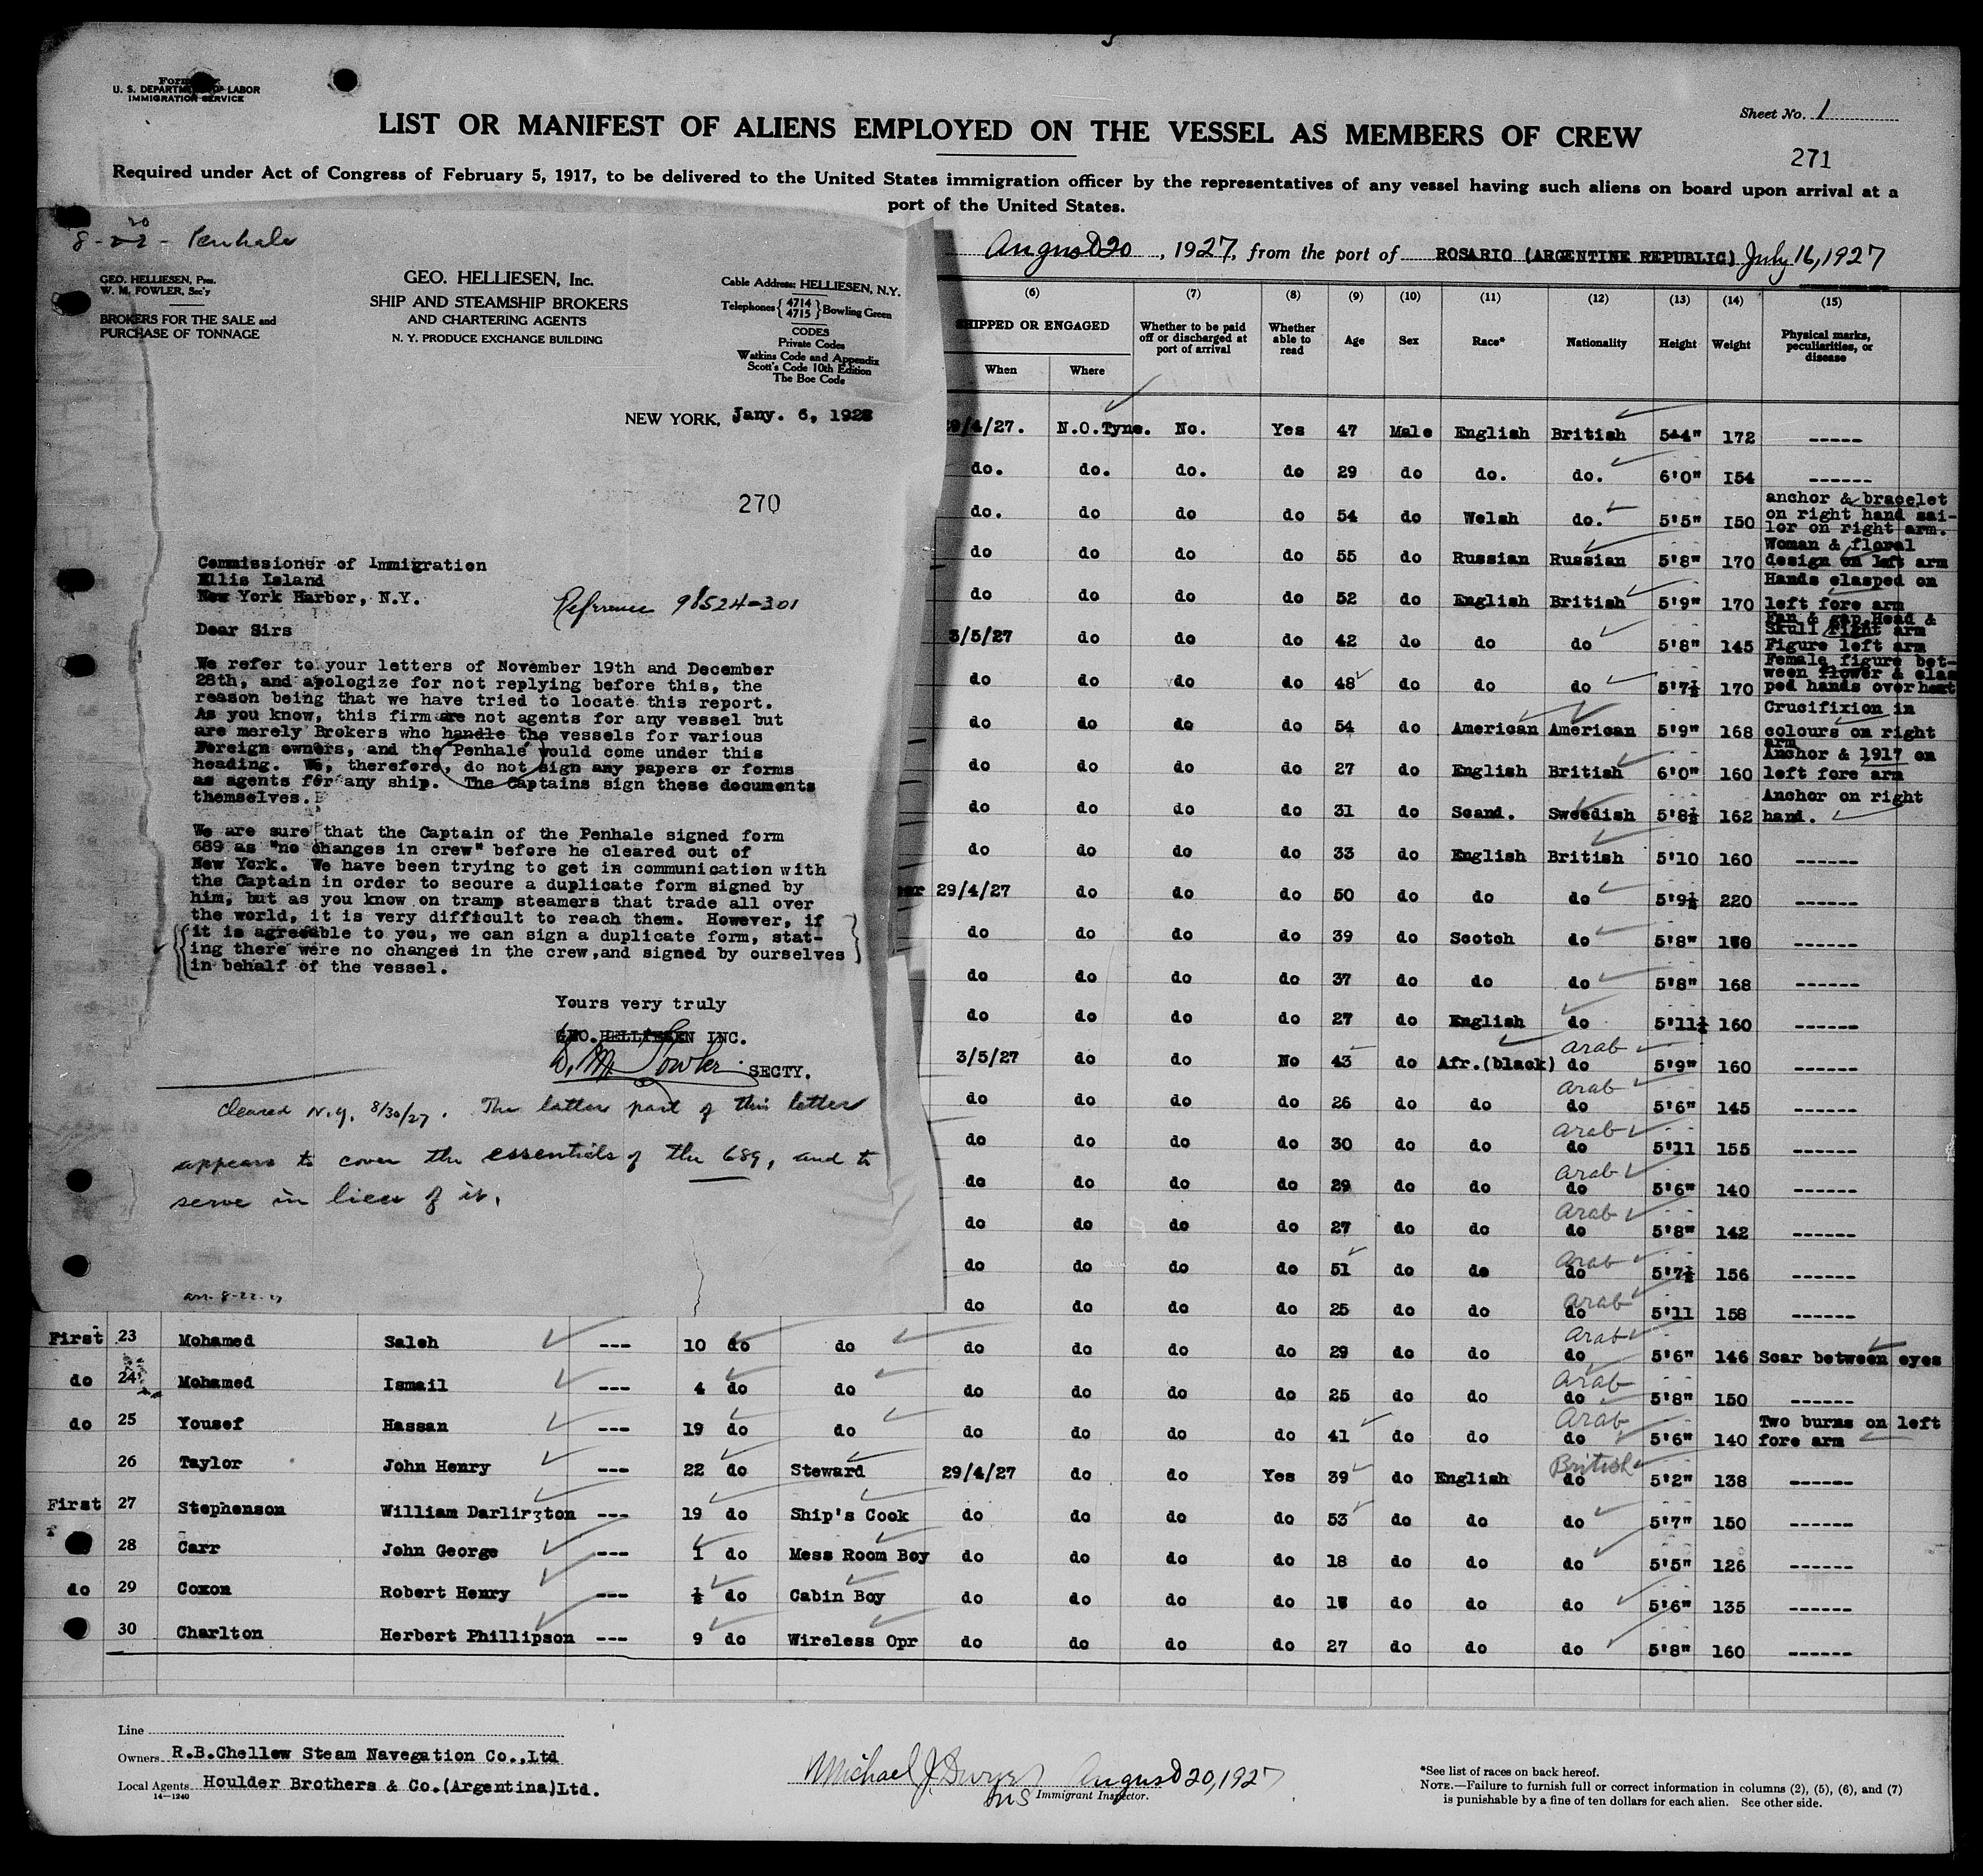 U. S. DEPARTMENT OF LABOR
IMMIGRATION SERVICE
Sheet No. 1
LIST OR MANIFEST OF ALIENS EMPLOYED ON THE VESSEL AS MEMBERS OF CREW
271
Required under Act of Congress of February 5, 1917, to be delivered to the United States immigration officer by the representatives of any vessel having such aliens on board upon arrival at a
port of the United States.
20
8-22 - Penhale
GEO. HELLIESEN, Pres.
W. M. FOWLER, Sec'y
BROKERS FOR THE SALE and
PURCHASE OF TONNAGE
GEO. HELLIESEN, Inc.
SHIP AND STEAMSHIP BROKERS
AND CHARTERING AGENTS
N. Y. PRODUCE EXCHANGE BUILDING
Cable Address: HELLIESEN, N.Y.
Telephones { 4714 4715 } Bowling Green
CODES
Private Codes
Watkins Code and Appendix
Scott's Code 10th Edition
The Boe Code
NEW YORK, Jany. 6, 1928
270
Commissioner of Immigration
Ellis Island
New York Harbor, N.Y.
Reference 98524-301
Dear Sirs
We refer to your letters of November 19th and December
28th, and apologize for not replying before this, the
reason being that we have tried to locate this report.
As you know, this firm are not agents for any vessel but
are merely Brokers who handle the vessels for various
Foreign owners, and the Penhale would come under this
heading. We, therefore, do not sign any papers or forms
as agents for any ship. The Captains sign these documents
themselves.
We are sure that the Captain of the Penhale signed form
689 as "no changes in crew" before he cleared out of
New York. We have been trying to get in communication with
the Captain in order to secure a duplicate form signed by
him, but as you know on tramp steamers that trade all over
the world, it is very difficult to reach them. However, if
it is agreeable to you, we can sign a duplicate form, stat-
ing there were no changes in the crew,and signed by ourselves
in behalf of the vessel.
Yours very truly
GEO. HELLIESEN INC.
W. M. Fowler SECTY.
Cleared N.Y. 8/30/27. The latter part of this letter
appears to cover the essentials of the 689, and to
serve in lieu of it.
arr. 8-22-27
August 20, 1927, from the port of ROSARIO (ARGENTINE REPUBLIC) July 16, 1927
(6) (7) (8) (9) (10) (11) (12) (13) (14) (15)
SHIPPED OR ENGAGED
When Where
Whether to be paid off or discharged at port of arrival
Whether able to read
Age Sex Race* Nationality Height Weight
Physical marks, peculiarities, or disease
29/4/27. N.O.Tyne. No. Yes 47 Male English British 5'4" 172 -----
do. do. do. do 29 do do. do. 6'0" 154 ------
do. do do do 54 do Welsh do. 5'5" 150 anchor & bracelet on right hand sai-lor on right arm.
do do do do 55 do Russian Russian 5'8" 170 Woman & floral design on left arm
do do do do 52 do English British 5'9" 170 Hands clasped on left fore arm
3/5/27 do do do 42 do do do 5'8" 145 Fan & Head & Skull right arm Figure left arm
do do do do 48 do do do 5'7½ 170 Female figure bet-ween flower & clas ped hands over heat
do do do do 54 do American American 5'9" 168 Crucifixion in colours on right arm
do do do do 27 do English British 6'0" 160 Anchor & 1917 on left fore arm
do do do do 31 do Scand. Swedish 5'8½ 162 Anchor on right hand.
do do do do 33 do English British 5'10 160 ------
29/4/27 do do do 50 do do do 5'9½ 220 ------
do do do do 39 do Scotch do 5'8" ------
do do do do 37 do do do 5'8" 168 ------
do do do do 27 do English do 5'11½ 160 ------
3/5/27 do do No 43 do Afr.(black) do Arab 5'9" 160 ------
do do do do 26 do do do Arab 5'6" 145 ------
do do do do 30 do do do Arab 5'11 155 ------
do do do do 29 do do do Arab 5'6" 140 ------
do do do do 27 do do do Arab 5'8" 142 ------
do do do do 51 do do do Arab 5'7½ 156 ------
do do do do 25 do do do Arab 5'11 158 ------
First 23 Mohamed Saleh --- 10 do do do do do do 29 do do do Arab 5'6" 146 Scar between eyes
do 24 Mohamed Ismail --- 4 do do do do do do 25 do do do Arab 5'8" 150 ------
do 25 Yousef Hassan --- 19 do do do do do do 41 do do do Arab 5'6" 140 Two burns on left fore arm
26 Taylor John Henry --- 22 do Steward 29/4/27 do do Yes 39 do English do British 5'2" 138 ------
First 27 Stephenson William Darlington --- 19 do Ship's Cook do do do do 53 do do do 5'7" 150 ------
28 Carr John George --- 1 do Mess Room Boy do do do do 18 do do do 5'5" 126 ------
do 29 Coxon Robert Henry --- ½ do Cabin Boy do do do do do do do 5'6" 135 ------
30 Charlton Herbert Phillipson --- 9 do Wireless Opr do do do do 27 do do do 5'8" 160 ------
Line
Owners R.B.Chellew Steam Navegation Co.,Ltd
Local Agents Houlder Brothers & Co.(Argentina)Ltd.
14-1240
Michael J. Dwyer August 20, 1927
Immigrant Inspector.
*See list of races on back hereof.
NOTE.—Failure to furnish full or correct information in columns (2), (5), (6), and (7)
is punishable by a fine of ten dollars for each alien. See other side.